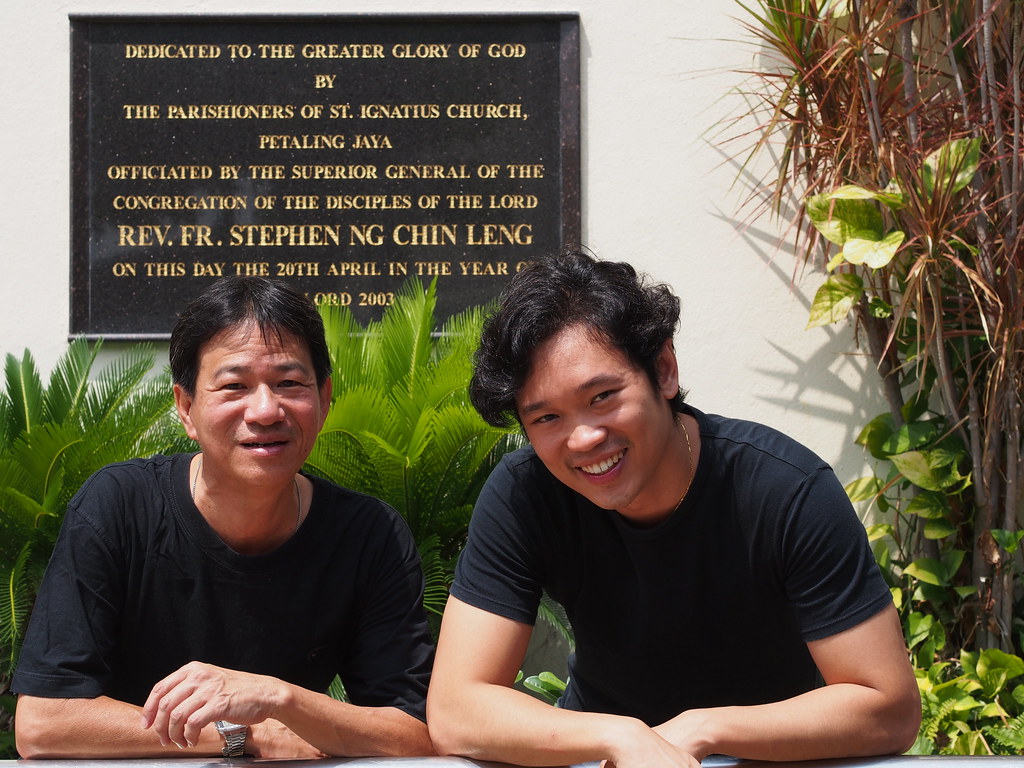 DEDICATED TO THE GREATER GLORY OF GOD
BY
THE PARISHIONERS OF ST. IGNATIUS CHURCH,
PETALING JAYA
OFFICIATED BY THE SUPERIOR GENERAL OF THE
CONGREGATION OF THE DISCIPLES OF THE LORD
REV. FR. STEPHEN NG CHIN LENG
ON THIS DAY THE 20TH APRIL IN THE YEAR
LORD 2003